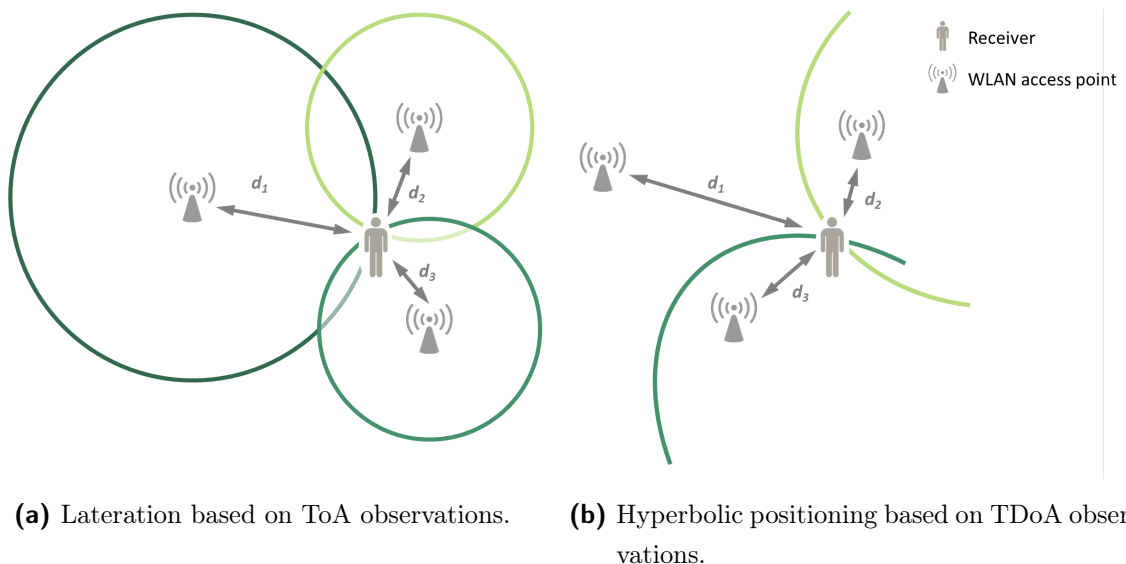 Receiver
WLAN access point
d1
d2
d3
d1
d2
d3
(a) Lateration based on ToA observations.
(b) Hyperbolic positioning based on TDoA obser
vations.